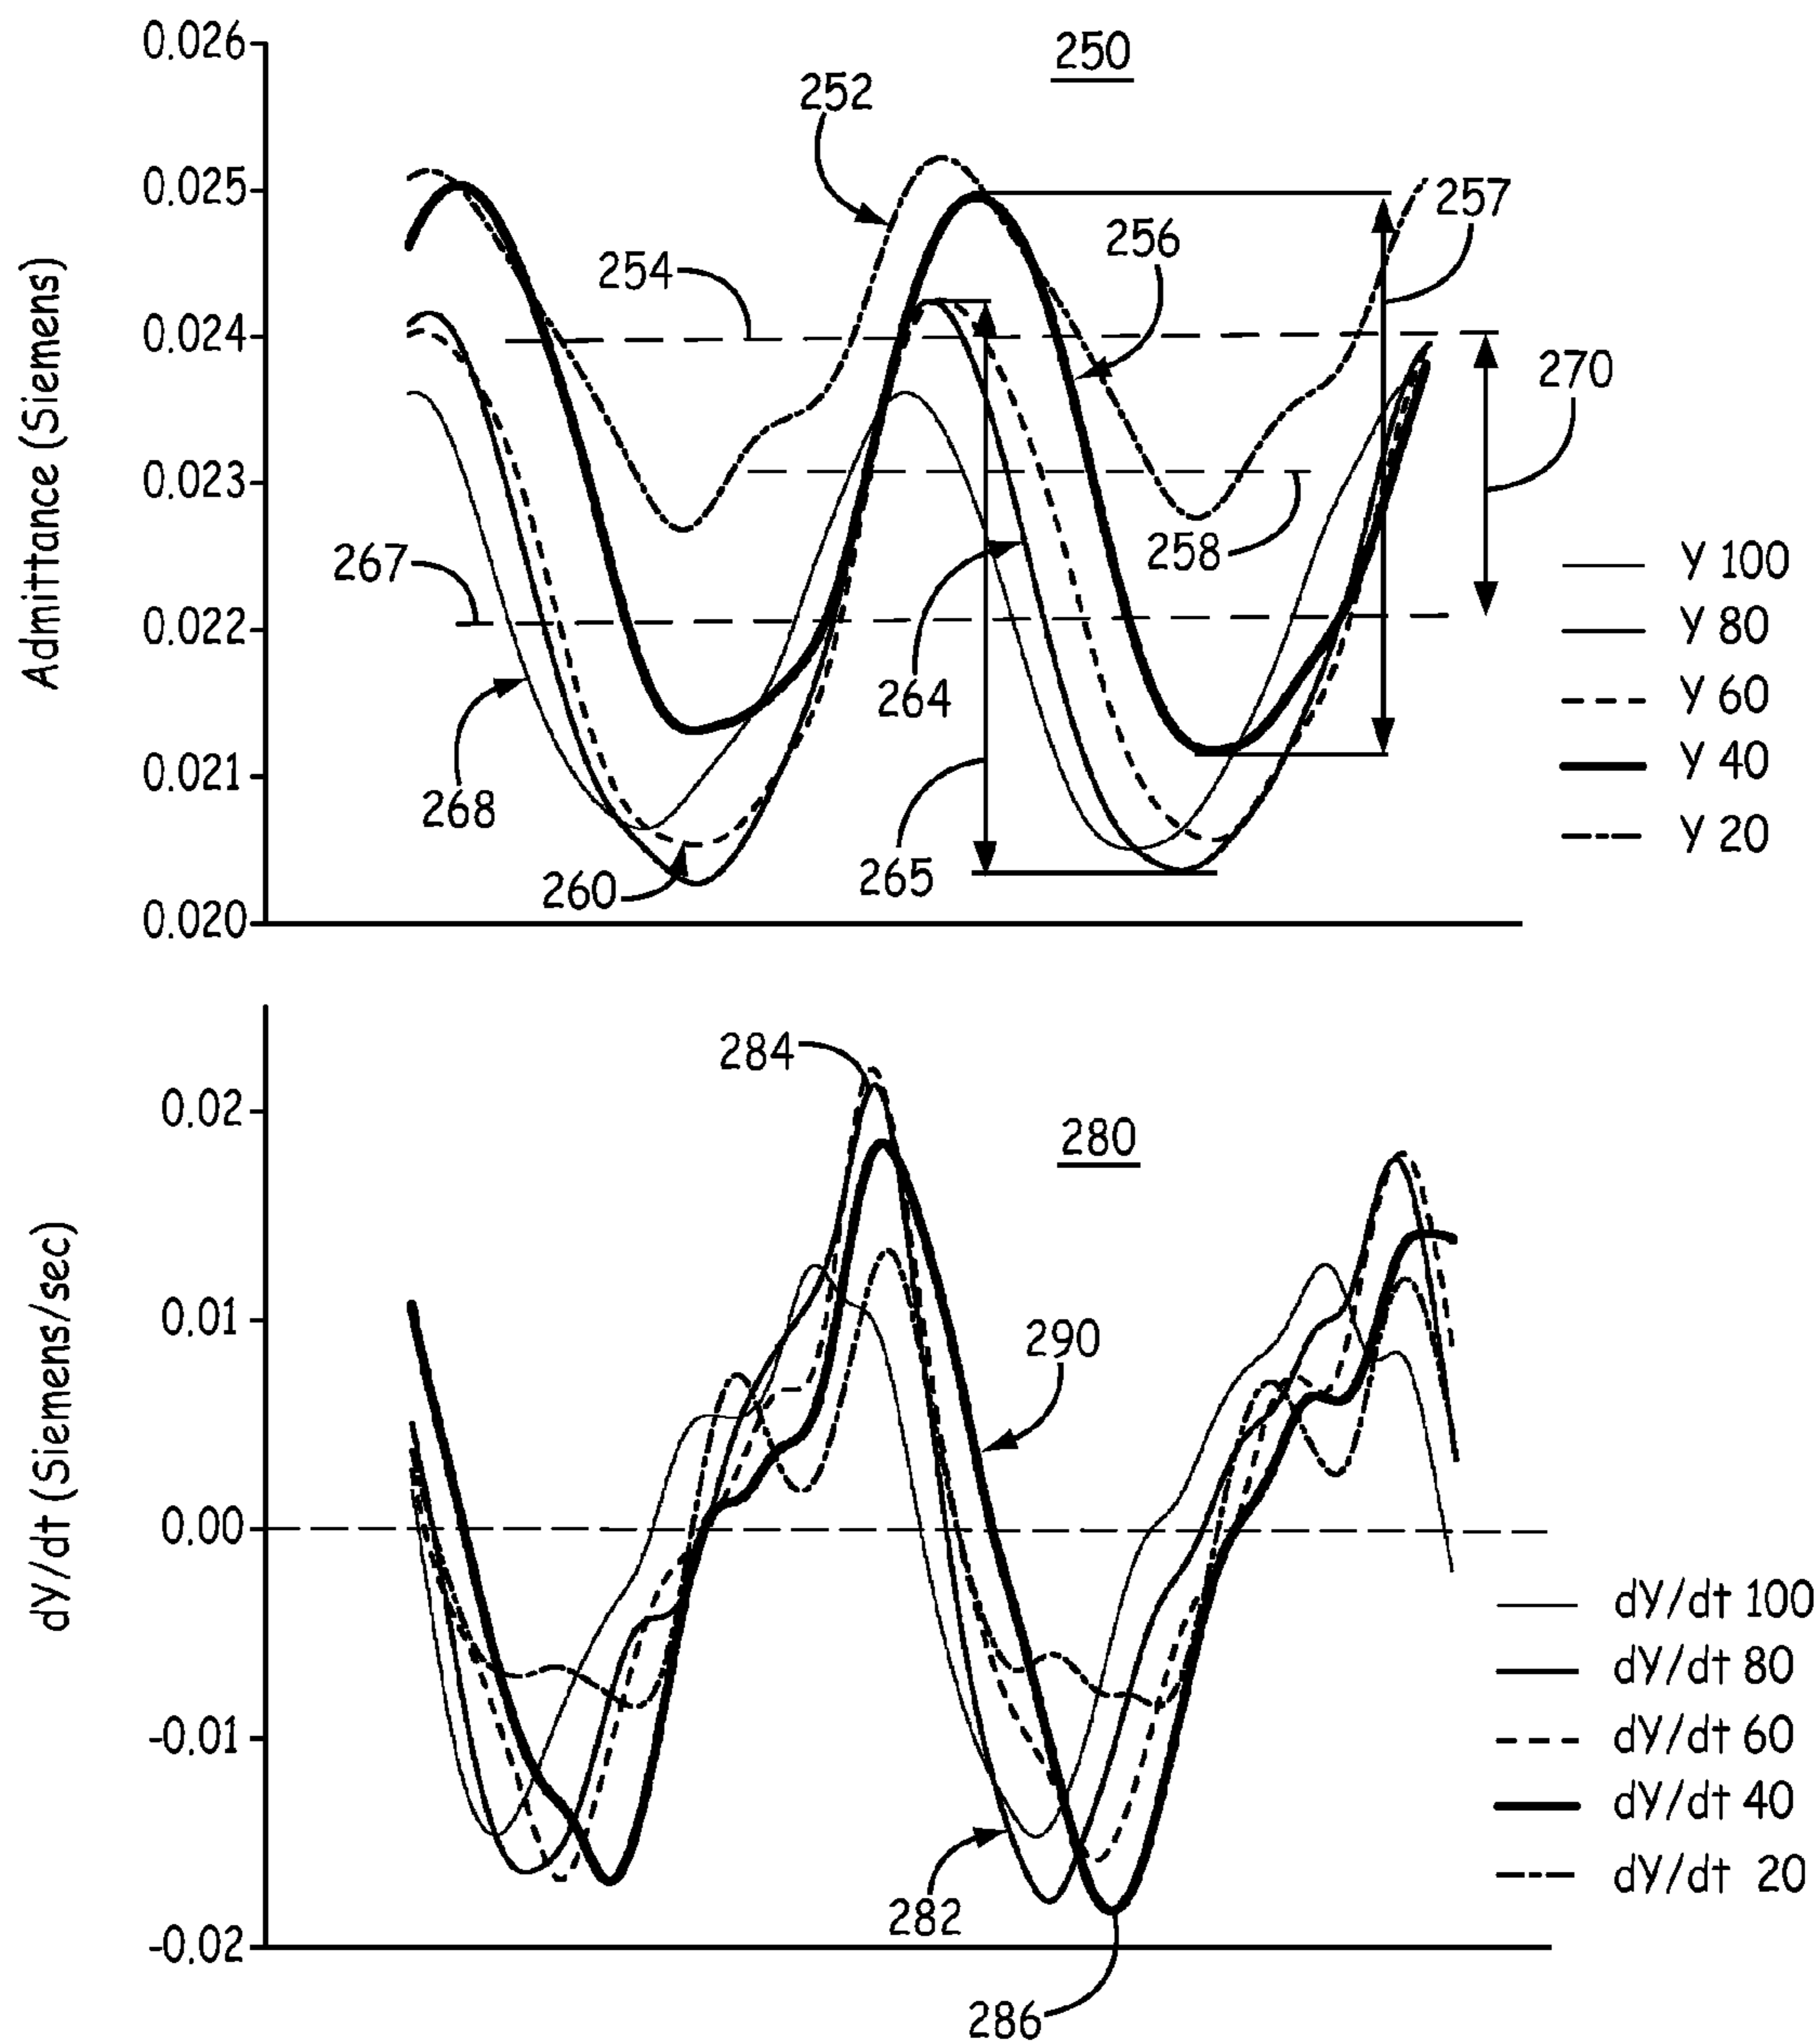 250
Admittance (Siemens)
0.026
0.025
0.024
0.023
0.022
0.021
0.020
252
254
256
257
258
270
267
264
268
265
260
Y 100
Y 80
Y 60
Y 40
Y 20
280
dY/dt (Siemens/sec)
0.02
0.01
0.00
-0.01
-0.02
284
290
282
286
dY/dt 100
dY/dt 80
dY/dt 60
dY/dt 40
dY/dt 20